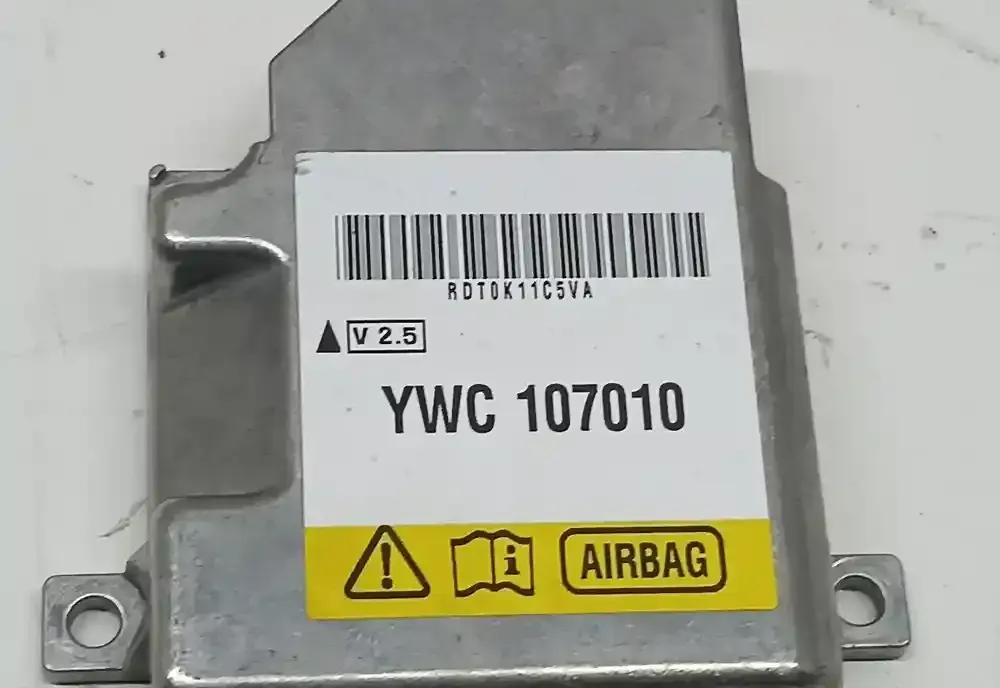 RDT0K11C5VA
V 2.5
YWC 107010
AIRBAG